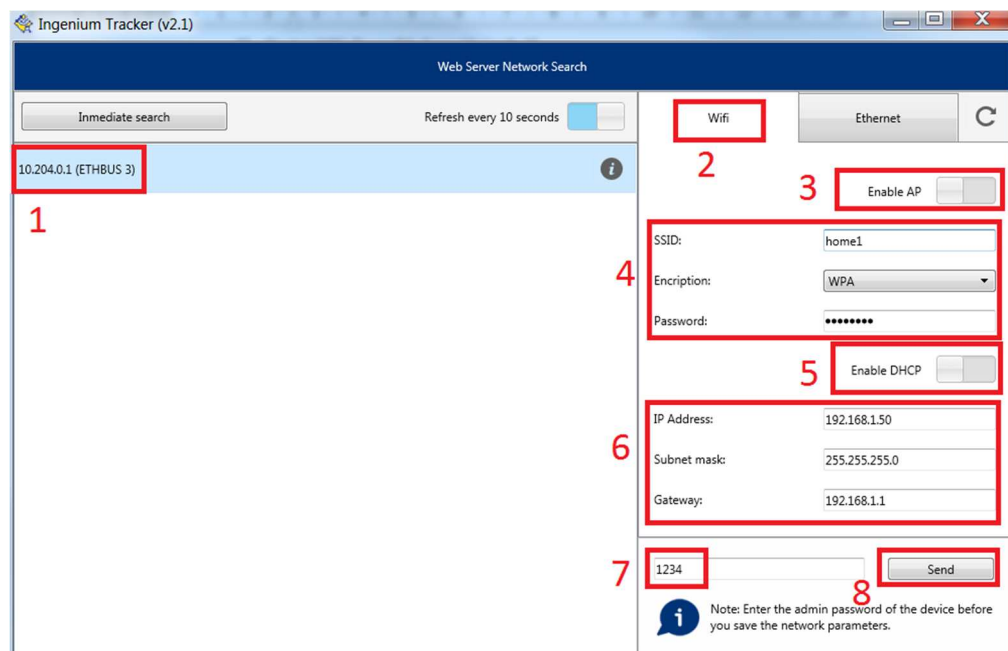 Ingenium Tracker (v2.1)
Web Server Network Search
Inmediate search
Refresh every 10 seconds
Wifi
Ethernet
2
10.204.0.1 (ETHBUS 3)
1
3
Enable AP
4
SSID:
home1
Encription:
WPA
Password:
••••••••
5
Enable DHCP
6
IP Address:
192.168.1.50
Subnet mask:
255.255.255.0
Gateway:
192.168.1.1
7
1234
8
Send
Note: Enter the admin password of the device before
you save the network parameters.